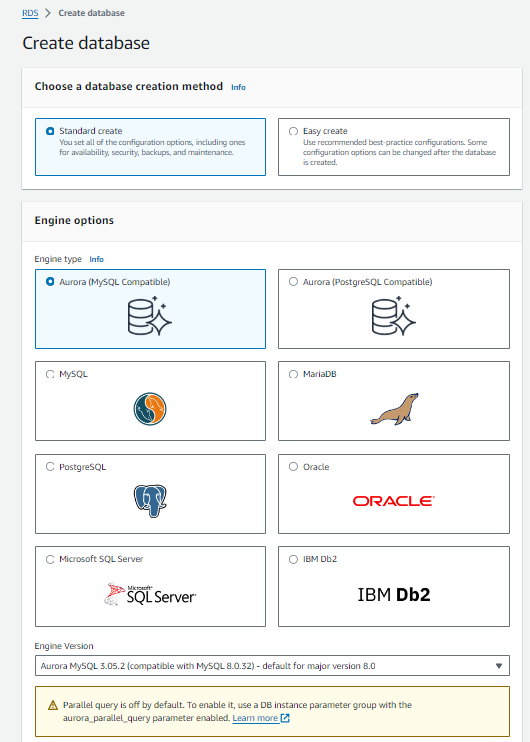 RDS > Create database
Create database
Choose a database creation method Info
Standard create
You set all of the configuration options, including ones
for availability, security, backups, and maintenance.
Easy create
Use recommended best-practice configurations. Some
configuration options can be changed after the database
is created.
Engine options
Engine type Info
Aurora (MySQL Compatible)
Aurora (PostgreSQL Compatible)
MySQL
MariaDB
PostgreSQL
Oracle
ORACLE
Microsoft SQL Server
Microsoft
SQL Server
IBM Db2
IBM Db2
Engine Version
Aurora MySQL 3.05.2 (compatible with MySQL 8.0.32) - default for major version 8.0
Parallel query is off by default. To enable it, use a DB instance parameter group with the
aurora_parallel_query parameter enabled. Learn more